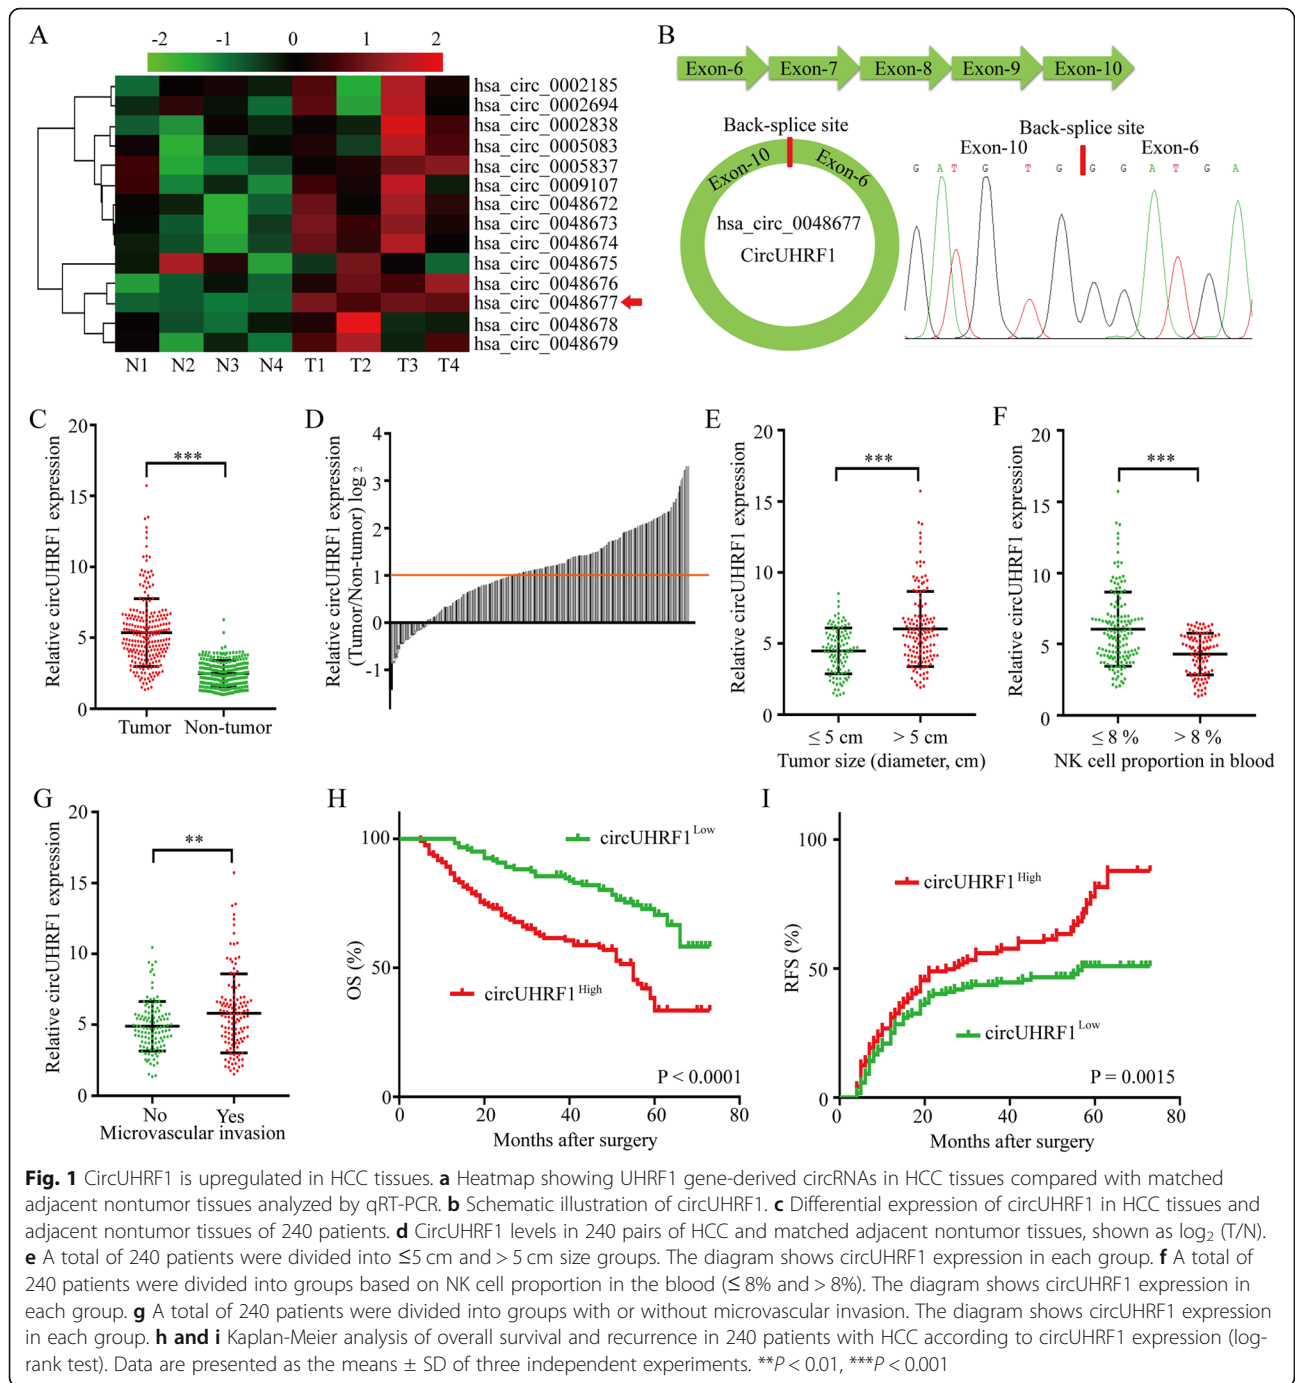 A
-2 -1 0 1 2
hsa_circ_0002185
hsa_circ_0002694
hsa_circ_0002838
hsa_circ_0005083
hsa_circ_0005837
hsa_circ_0009107
hsa_circ_0048672
hsa_circ_0048673
hsa_circ_0048674
hsa_circ_0048675
hsa_circ_0048676
hsa_circ_0048677
hsa_circ_0048678
hsa_circ_0048679
N1 N2 N3 N4 T1 T2 T3 T4
B
Exon-6 Exon-7 Exon-8 Exon-9 Exon-10
Back-splice site
Exon-10 Exon-6
hsa_circ_0048677
CircUHRF1
Back-splice site
Exon-10 Exon-6
G A T G T G G G A T G A
C
Relative circUHRF1 expression
20
15
10
5
0
Tumor Non-tumor
***
D
Relative circUHRF1 expression
(Tumor/Non-tumor) log 2
4
3
2
1
0
-1
E
Relative circUHRF1 expression
20
15
10
5
0
***
≤ 5 cm > 5 cm
Tumor size (diameter, cm)
F
Relative circUHRF1 expression
20
15
10
5
0
***
≤ 8 % > 8%
NK cell proportion in blood
G
Relative circUHRF1 expression
20
15
10
5
0
**
No Yes
Microvascular invasion
H
OS (%)
100
50
0
circUHRF1Low
circUHRF1High
P < 0.0001
0 20 40 60 80
Months after surgery
I
RFS (%)
100
50
0
circUHRF1High
circUHRF1Low
P = 0.0015
0 20 40 60 80
Months after surgery
Fig. 1 CircUHRF1 is upregulated in HCC tissues. a Heatmap showing UHRF1 gene-derived circRNAs in HCC tissues compared with matched
adjacent nontumor tissues analyzed by qRT-PCR. b Schematic illustration of circUHRF1. c Differential expression of circUHRF1 in HCC tissues and
adjacent nontumor tissues of 240 patients. d CircUHRF1 levels in 240 pairs of HCC and matched adjacent nontumor tissues, shown as log₂ (T/N).
e A total of 240 patients were divided into ≤5 cm and > 5 cm size groups. The diagram shows circUHRF1 expression in each group. f A total of
240 patients were divided into groups based on NK cell proportion in the blood (≤ 8% and > 8%). The diagram shows circUHRF1 expression in
each group. g A total of 240 patients were divided into groups with or without microvascular invasion. The diagram shows circUHRF1 expression
in each group. h and i Kaplan-Meier analysis of overall survival and recurrence in 240 patients with HCC according to circUHRF1 expression (log-
rank test). Data are presented as the means ± SD of three independent experiments. **P < 0.01, ***P < 0.001